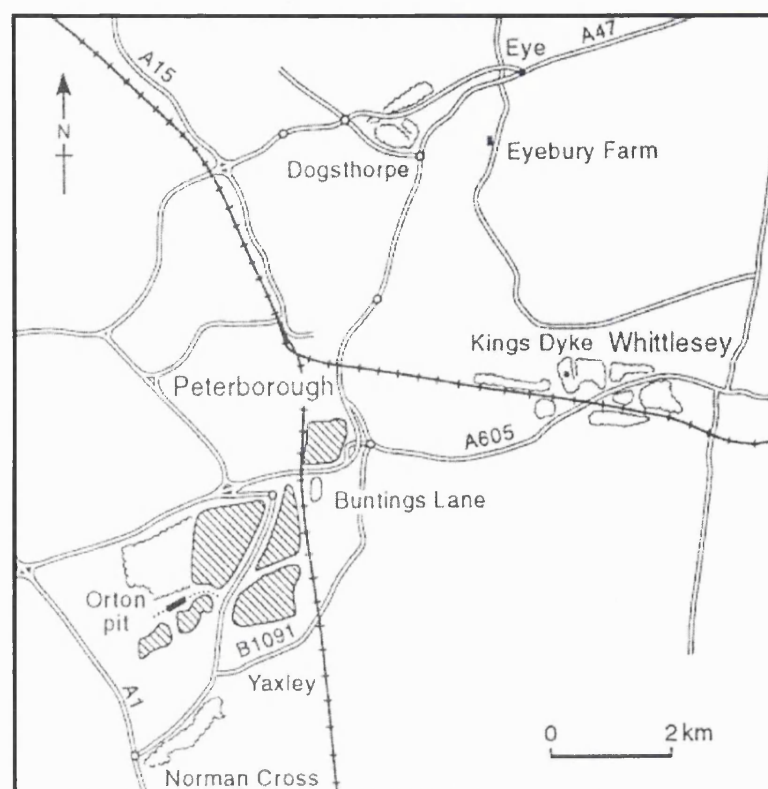 A15
Eye
A47
N
Dogsthorpe
Eyebury Farm
Kings Dyke
Whittlesey
Peterborough
A605
Buntings Lane
Orton
pit
B1091
A1
Yaxley
0 2 km
Norman Cross